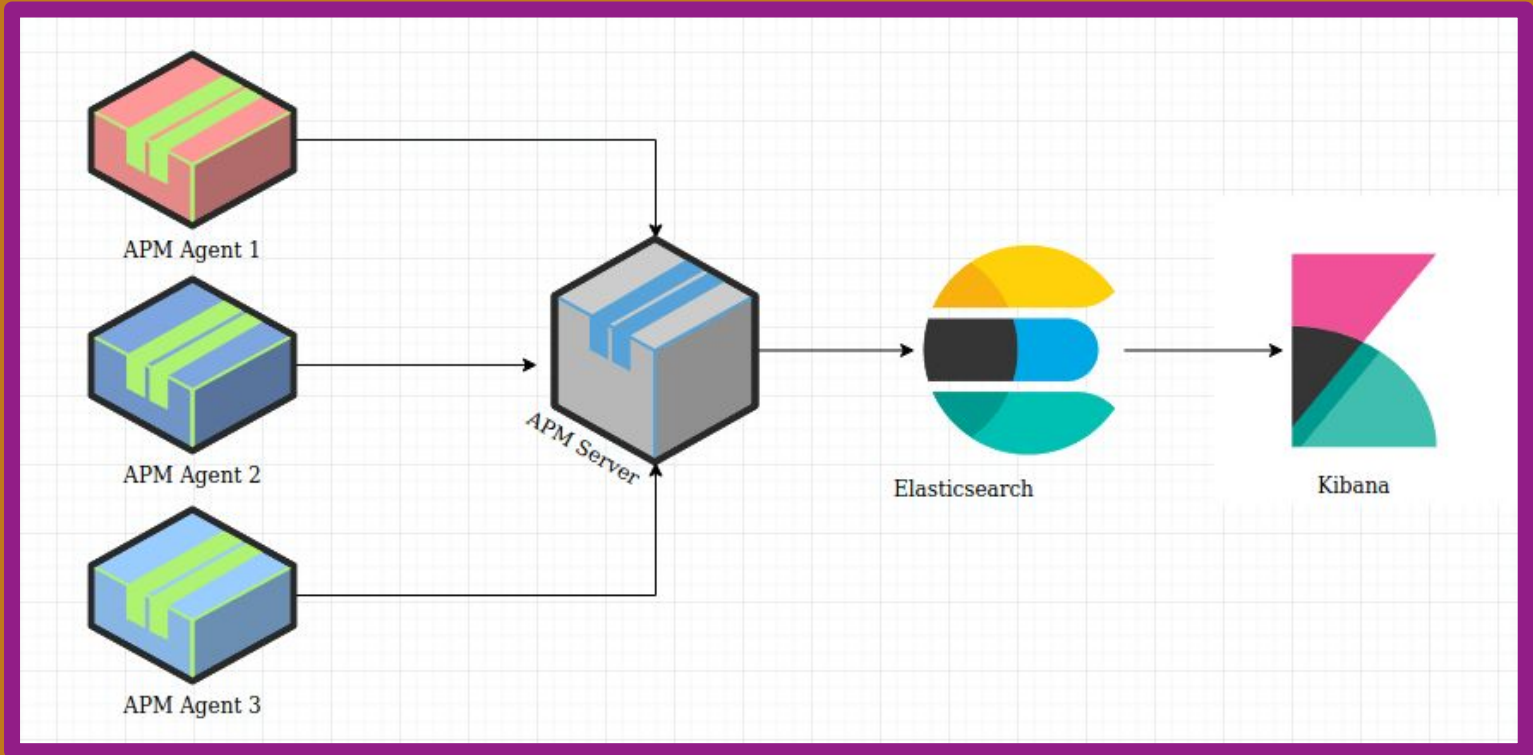 APM Agent 1
APM Agent 2
APM Server
Elasticsearch
Kibana
APM Agent 3